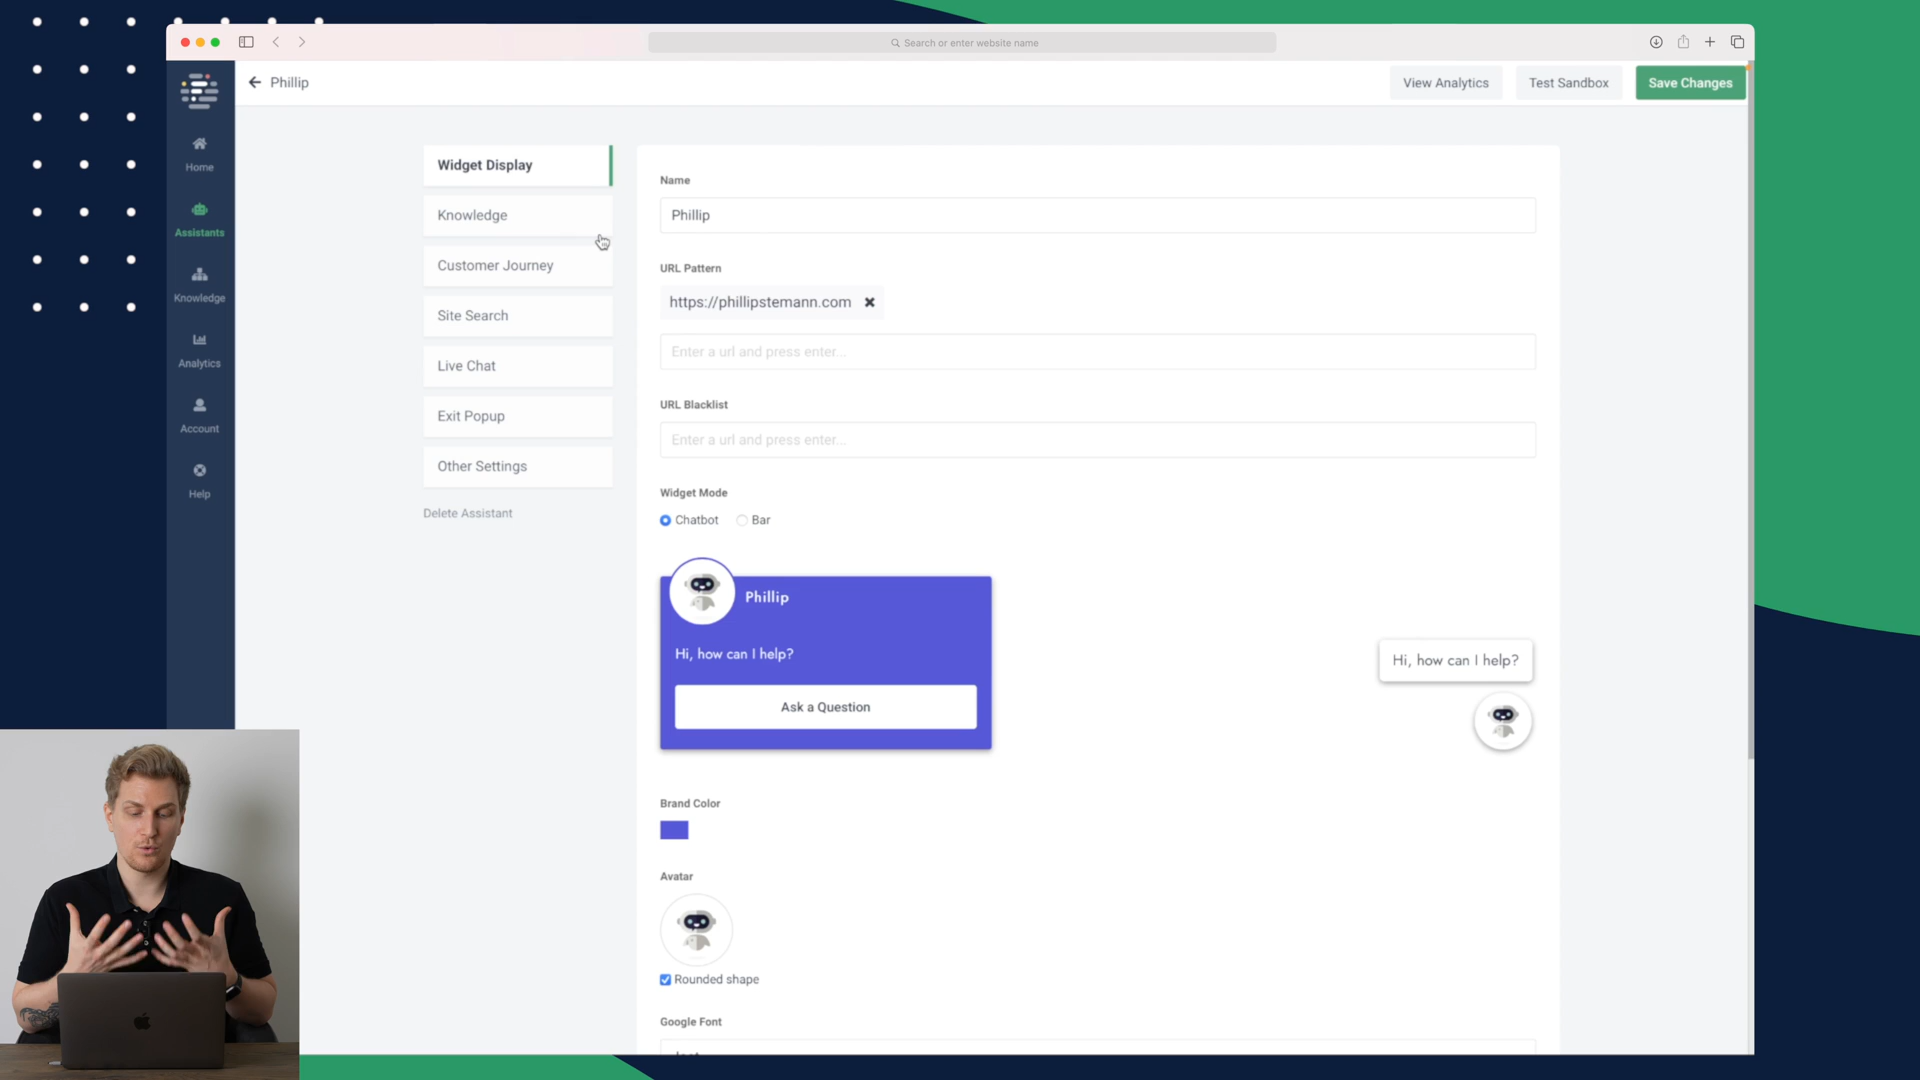 Search or enter website name
Phillip
View Analytics
Test Sandbox
Save Changes
Home
Assistants
Knowledge
Analytics
Account
Help
Widget Display
Knowledge
Customer Journey
Site Search
Live Chat
Exit Popup
Other Settings
Delete Assistant
Name
Phillip
URL Pattern
https://phillipstemann.com
Enter a url and press enter...
URL Blacklist
Enter a url and press enter...
Widget Mode
Chatbot
Bar
Phillip
Hi, how can I help?
Ask a Question
Hi, how can I help?
Brand Color
Avatar
Rounded shape
Google Font